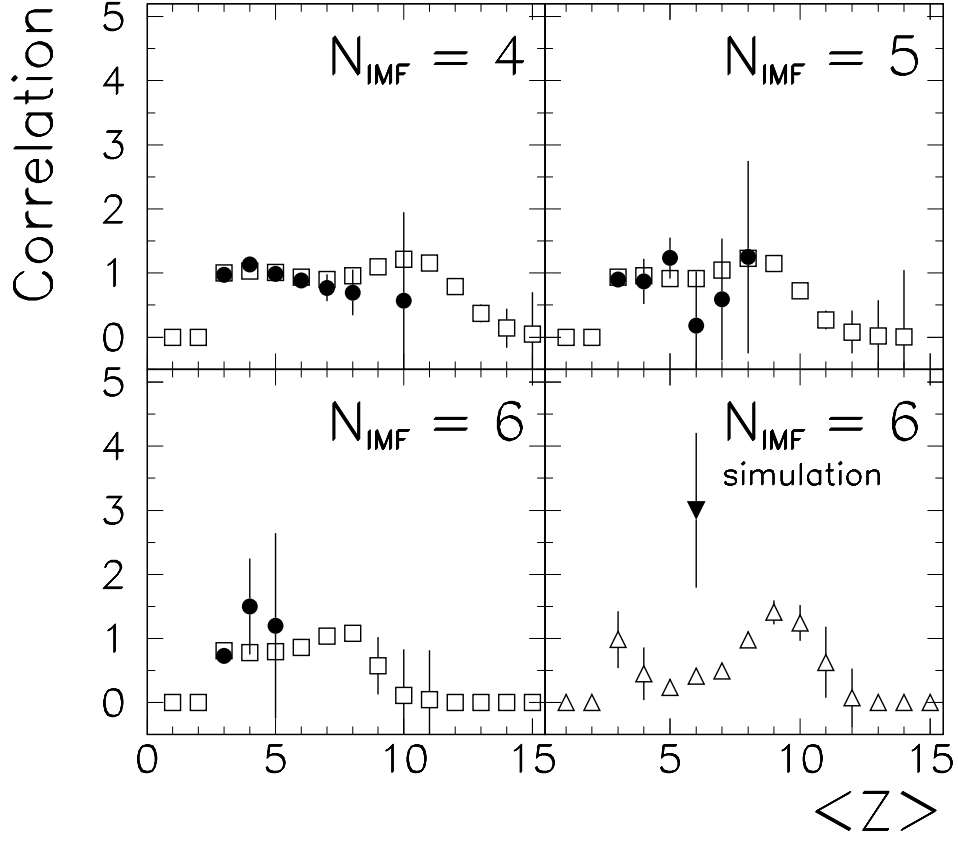 Correlation
5
4
3
2
1
0
N_IMF = 4
N_IMF = 5
5
4
3
2
1
0
N_IMF = 6
N_IMF = 6
simulation
0 5 10 15 5 10 15
<Z>